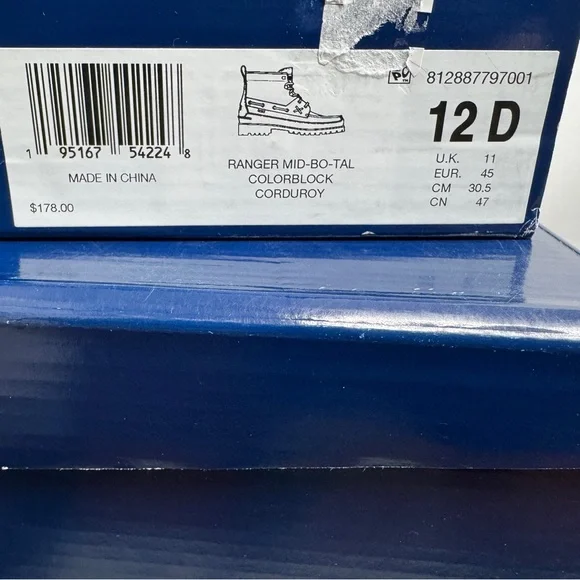 1 95167 54224 8
MADE IN CHINA
$178.00
RANGER MID-BO-TAL
COLORBLOCK
CORDUROY
812887797001
12 D
U.K. 11
EUR. 45
CM 30.5
CN 47